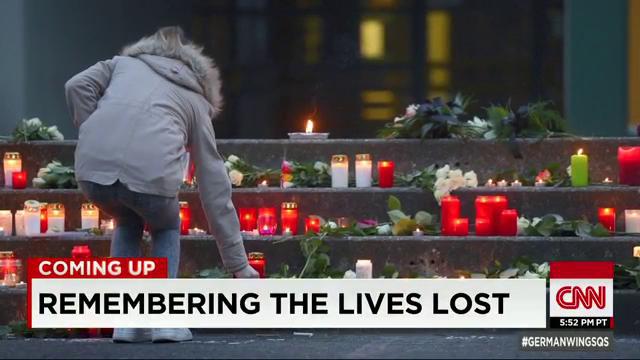 COMING UP
REMEMBERING THE LIVES LOST
CNN
5:52 PM PT
#GERMANWINGSQS